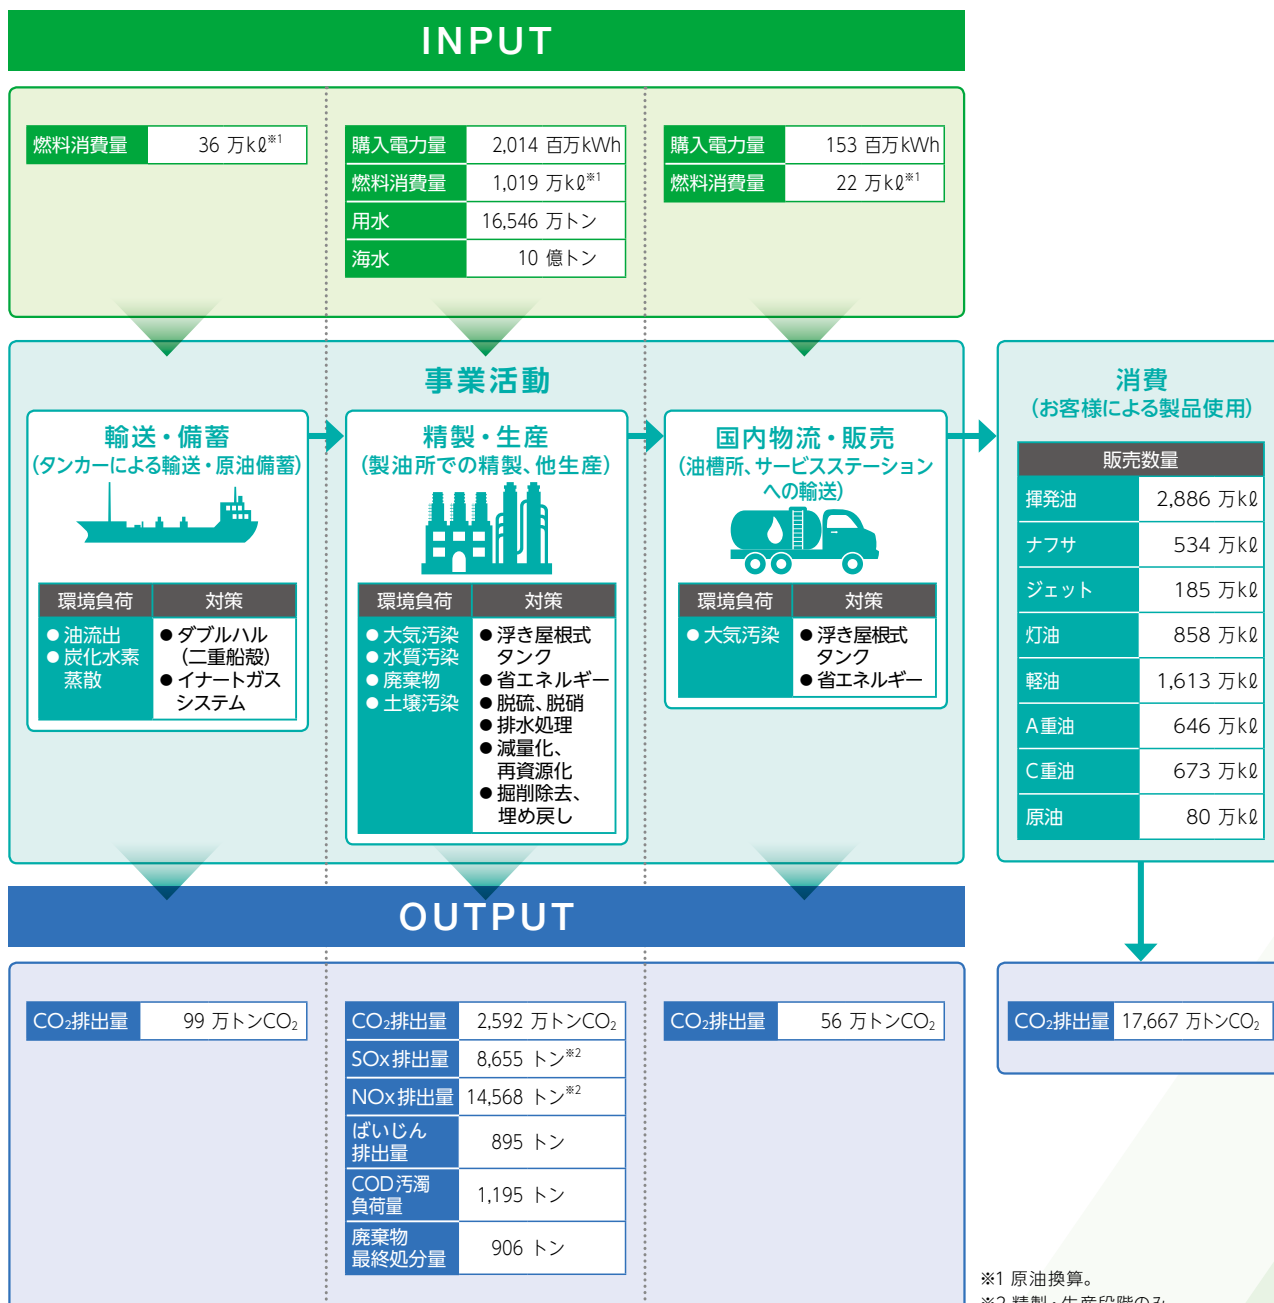 INPUT
燃料消費量 36 万kℓ※1
購入電力量 2,014 百万kWh
燃料消費量 1,019 万kℓ※1
用水 16,546 万トン
海水 10 億トン
購入電力量 153 百万kWh
燃料消費量 22 万kℓ※1
事業活動
輸送・備蓄
(タンカーによる輸送・原油備蓄)
環境負荷 対策
●油流出
●炭化水素
蒸散
●ダブルハル
(二重船殻)
●イナートガス
システム
精製・生産
(製油所での精製、他生産)
環境負荷 対策
●大気汚染
●水質汚染
●廃棄物
●土壌汚染
●浮き屋根式
タンク
●省エネルギー
●脱硫、脱硝
●排水処理
●減量化、
再資源化
●掘削除去、
埋め戻し
国内物流・販売
(油槽所、サービスステーション
への輸送)
環境負荷 対策
●大気汚染
●浮き屋根式
タンク
●省エネルギー
消費
(お客様による製品使用)
販売数量
揮発油 2,886 万kℓ
ナフサ 534 万kℓ
ジェット 185 万kℓ
灯油 858 万kℓ
軽油 1,613 万kℓ
A重油 646 万kℓ
C重油 673 万kℓ
原油 80 万kℓ
OUTPUT
CO₂排出量 99 万トンCO₂
CO₂排出量 2,592 万トンCO₂
SOx排出量 8,655 トン※2
NOx排出量 14,568 トン※2
ばいじん
排出量 895 トン
COD汚濁
負荷量 1,195 トン
廃棄物
最終処分量 906 トン
CO₂排出量 56 万トンCO₂
CO₂排出量 17,667 万トンCO₂
※1 原油換算。
※2 精製・生産段階のみ